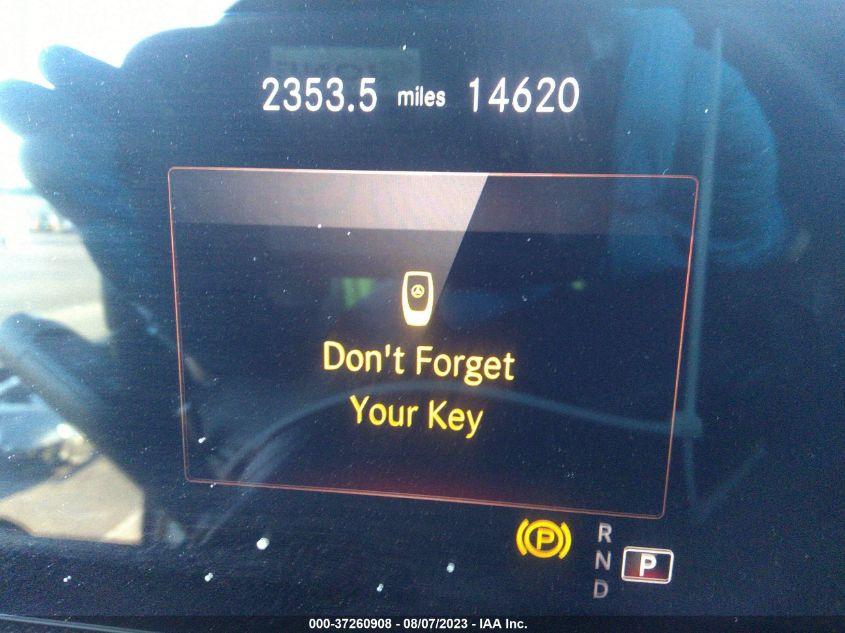 2353.5 miles 14620
Don't Forget
Your Key
P
R
N
P
D
000-37260908 - 08/07/2023 - IAA Inc.